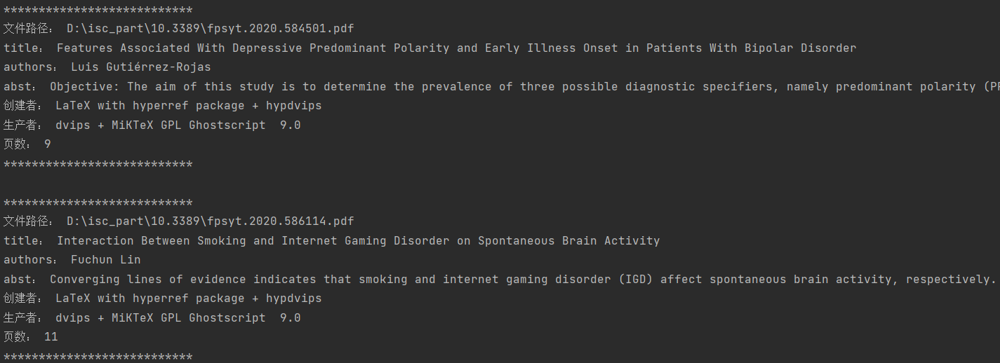 ***************************
文件路径： D:\isc_part\10.3389\fpsyt.2020.584501.pdf
title： Features Associated With Depressive Predominant Polarity and Early Illness Onset in Patients With Bipolar Disorder
authors： Luis Gutiérrez-Rojas
abst： Objective: The aim of this study is to determine the prevalence of three possible diagnostic specifiers, namely predominant polarity (PP
创建者： LaTeX with hyperref package + hypdvips
生产者： dvips + MiKTeX GPL Ghostscript  9.0
页数： 9
***************************
***************************
文件路径： D:\isc_part\10.3389\fpsyt.2020.586114.pdf
title： Interaction Between Smoking and Internet Gaming Disorder on Spontaneous Brain Activity
authors： Fuchun Lin
abst： Converging lines of evidence indicates that smoking and internet gaming disorder (IGD) affect spontaneous brain activity, respectively.
创建者： LaTeX with hyperref package + hypdvips
生产者： dvips + MiKTeX GPL Ghostscript  9.0
页数： 11
***************************